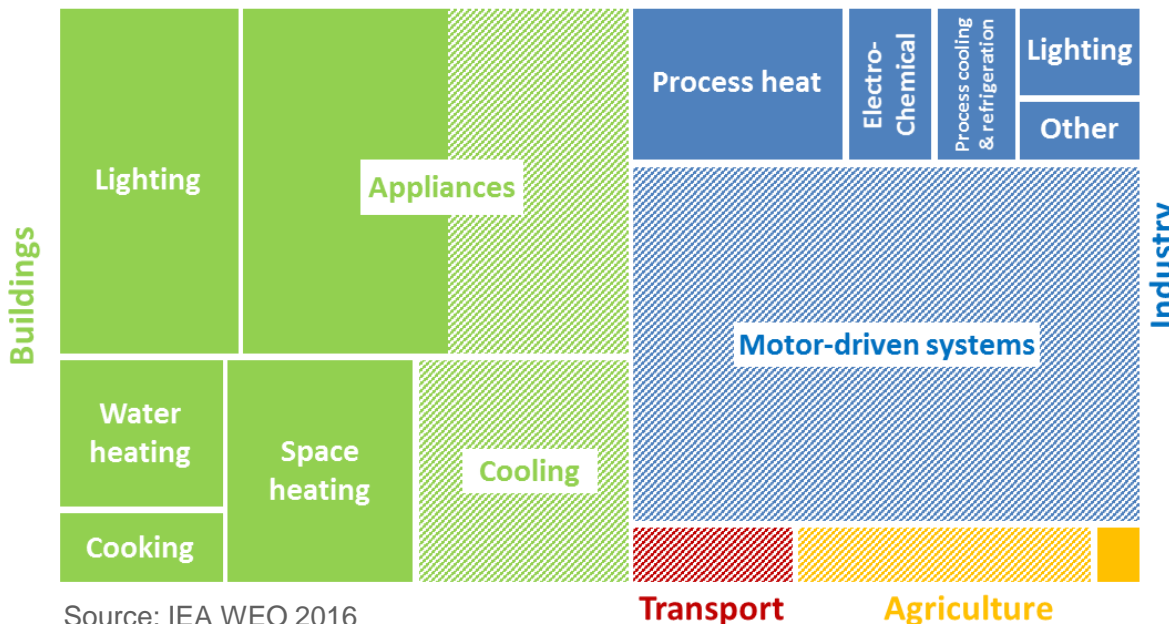 Buildings
Lighting
Appliances
Water
heating
Cooking
Space
heating
Cooling
Process heat
Electro-
Chemical
Process cooling
& refrigeration
Lighting
Other
Motor-driven systems
Industry
Transport
Agriculture
Source: IEA WEO 2016